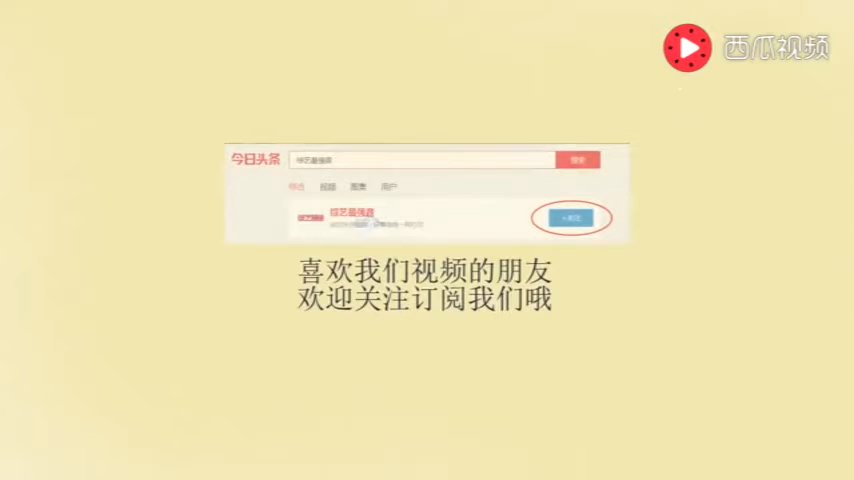 西瓜视频
今日头条
综艺最强音
搜索
综合 视频 图集 用户
综艺最强音
+关注
喜欢我们视频的朋友
欢迎关注订阅我们哦